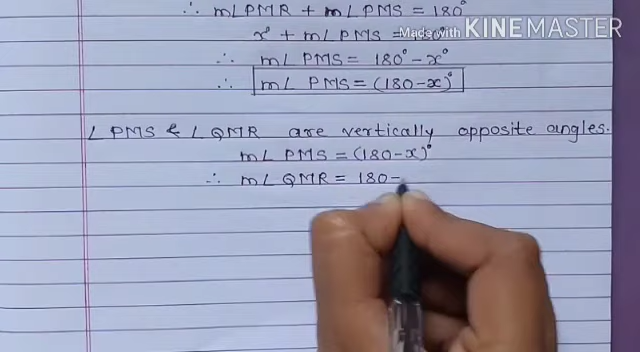 ∴ m∠PMR + m∠PMS = 180°
Made with KINEMASTER
x° + m∠PMS =
∴ m∠ PMS = 180° - x°
∴ m∠ PMS = (180-x)°
∠ PMS & ∠ QMR are vertically opposite angles.
m∠ PMS = (180-x)°
∴ m∠ QMR = 180-